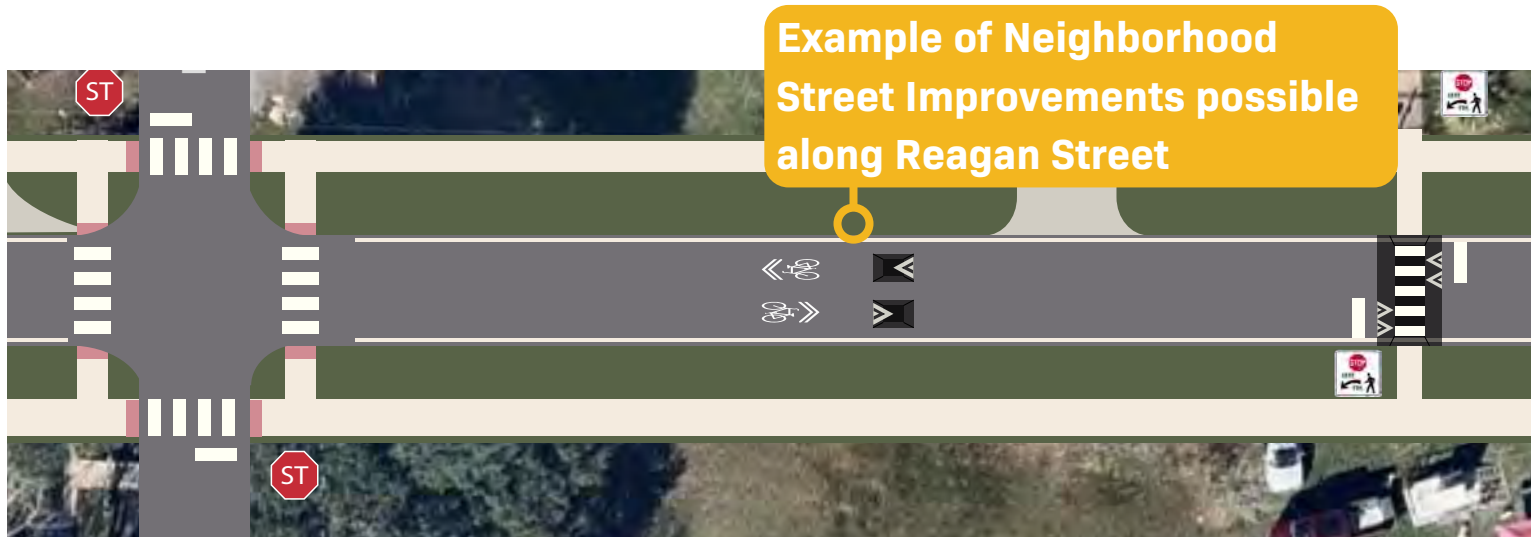 Example of Neighborhood
Street Improvements possible
along Reagan Street
ST
STOP
STOP
ST